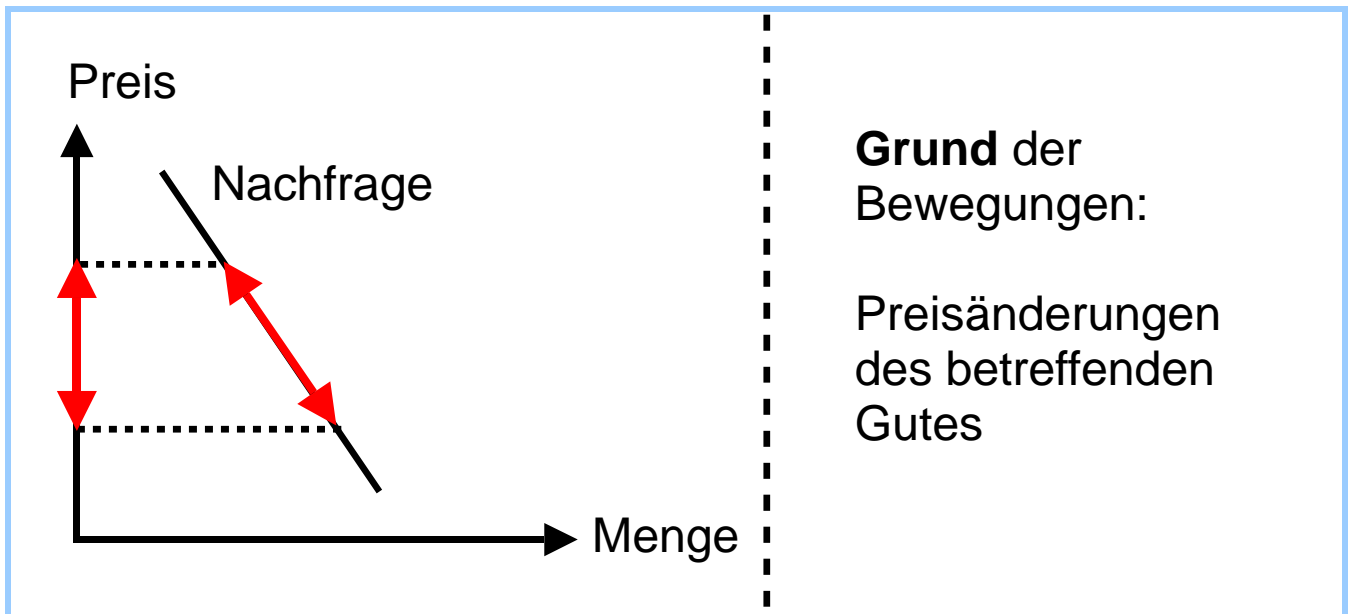 Preis
Nachfrage
Menge
Grund der
Bewegungen:
Preisänderungen
des betreffenden
Gutes